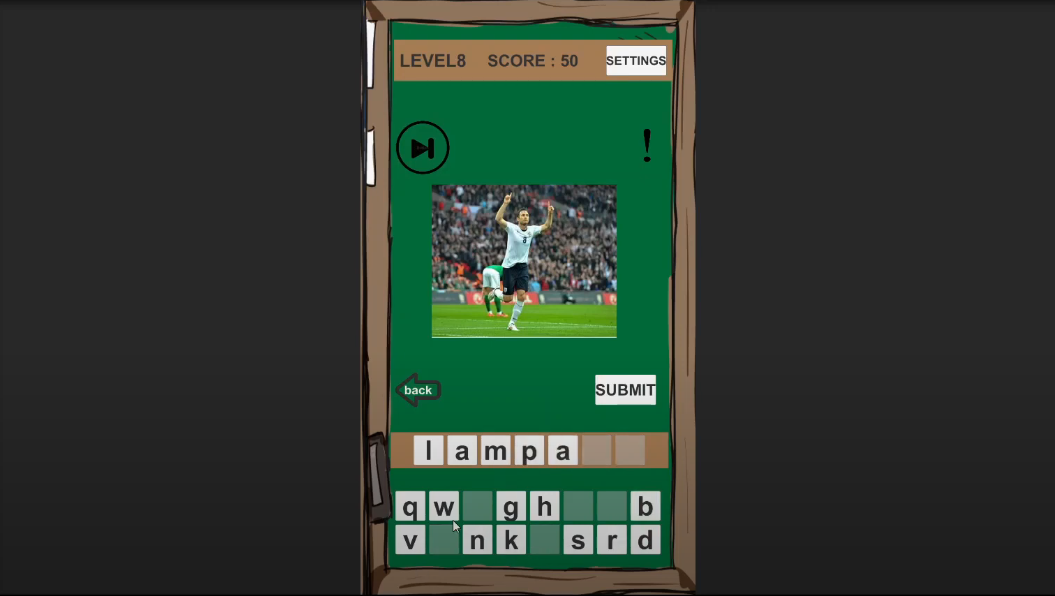 LEVEL8 SCORE : 50 SETTINGS
!
8
back
SUBMIT
l a m p a
q w g h b
v n k s r d